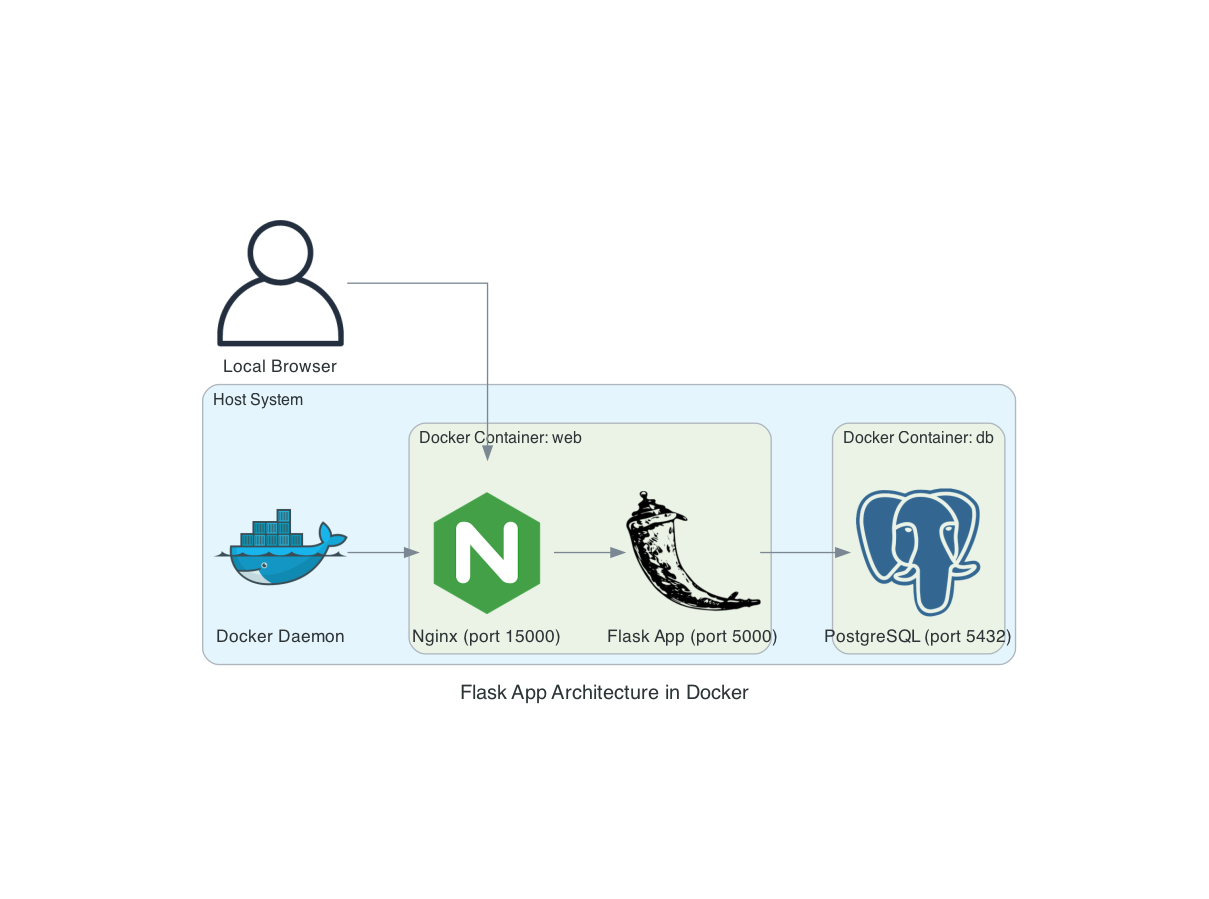 Local Browser
Host System
Docker Container: web
Docker Container: db
N
Docker Daemon
Nginx (port 15000)
Flask App (port 5000)
PostgreSQL (port 5432)
Flask App Architecture in Docker